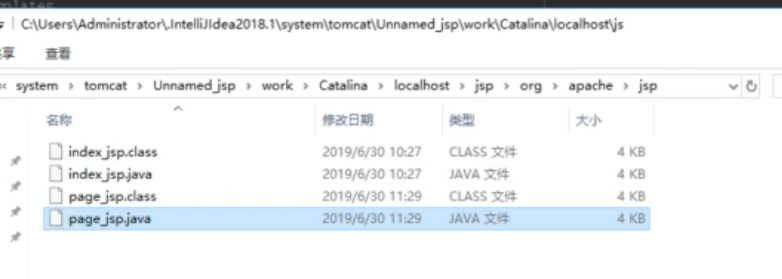 C:\Users\Administrator\.IntelliJIdea2018.1\system\tomcat\Unnamed_jsp\work\Catalina\localhost\js
享 查看
« system › tomcat › Unnamed_jsp › work › Catalina › localhost › jsp › org › apache › jsp
名称 修改日期 类型 大小
index_jsp.class 2019/6/30 10:27 CLASS 文件 4 KB
index_jsp.java 2019/6/30 10:27 JAVA 文件 4 KB
page_jsp.class 2019/6/30 11:29 CLASS 文件 4 KB
page_jsp.java 2019/6/30 11:29 JAVA 文件 4 KB